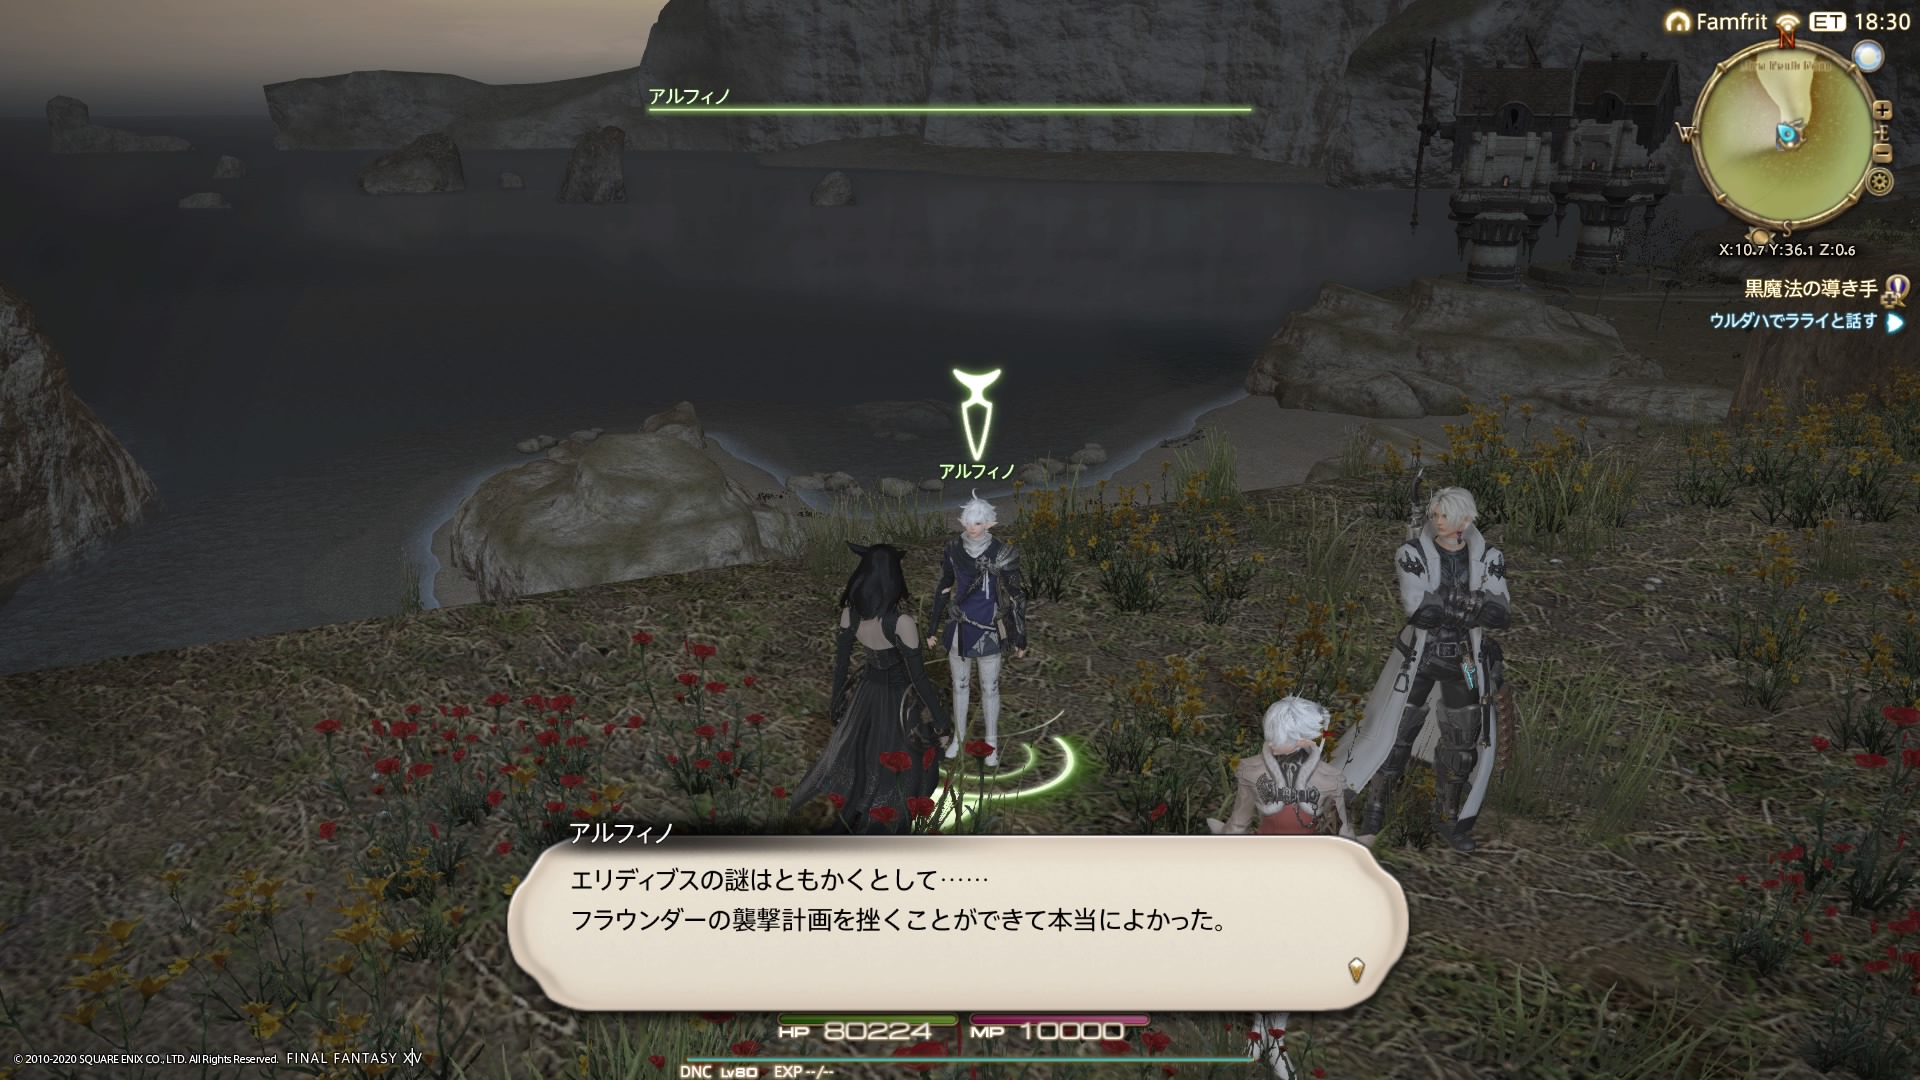 Famfrit ET 18:30
N
W
E
S
X:10.7 Y:36.1 Z:0.6
アルフィノ
黒魔法の導き手
ウルダハでラライと話す
アルフィノ
アルフィノ
エリディブスの謎はともかくとして……
フラウンダーの襲撃計画を挫くことができて本当によかった。
HP 80224 MP 10000
DNC Lv80 EXP --/--
© 2010-2020 SQUARE ENIX CO., LTD. All Rights Reserved. FINAL FANTASY XIV